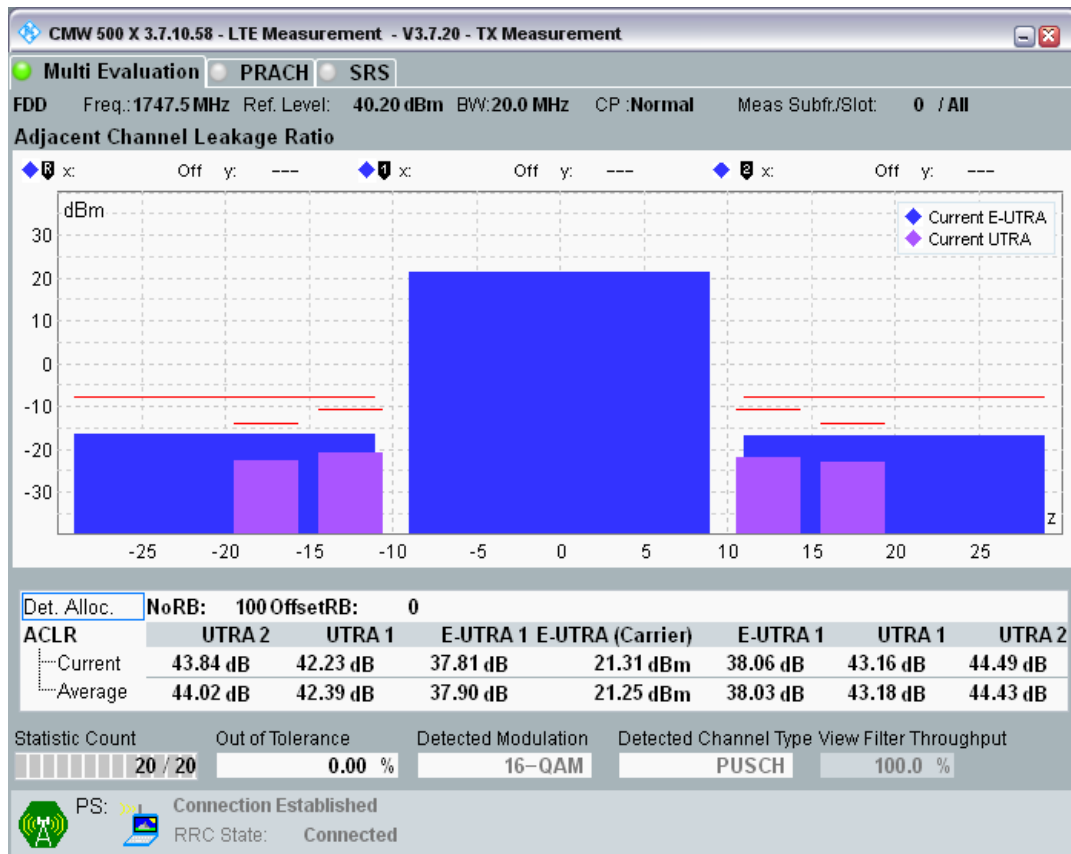 CMW 500 X 3.7.10.58 - LTE Measurement - V3.7.20 - TX Measurement
Multi Evaluation PRACH SRS
FDD Freq.:1747.5 MHz Ref. Level: 40.20 dBm BW:20.0 MHz CP :Normal Meas Subfr./Slot: 0 / All
Adjacent Channel Leakage Ratio
R x: Off y: --- 1 x: Off y: --- 2 x: Off y: ---
dBm
Current E-UTRA
Current UTRA
30
20
10
0
-10
-20
-30
z
-25 -20 -15 -10 -5 0 5 10 15 20 25
Det. Alloc. NoRB: 100 OffsetRB: 0
ACLR UTRA 2 UTRA 1 E-UTRA 1 E-UTRA (Carrier) E-UTRA 1 UTRA 1 UTRA 2
Current 43.84 dB 42.23 dB 37.81 dB 21.31 dBm 38.06 dB 43.16 dB 44.49 dB
Average 44.02 dB 42.39 dB 37.90 dB 21.25 dBm 38.03 dB 43.18 dB 44.43 dB
Statistic Count Out of Tolerance Detected Modulation Detected Channel Type View Filter Throughput
20 / 20 0.00 % 16-QAM PUSCH 100.0 %
PS: Connection Established
RRC State: Connected